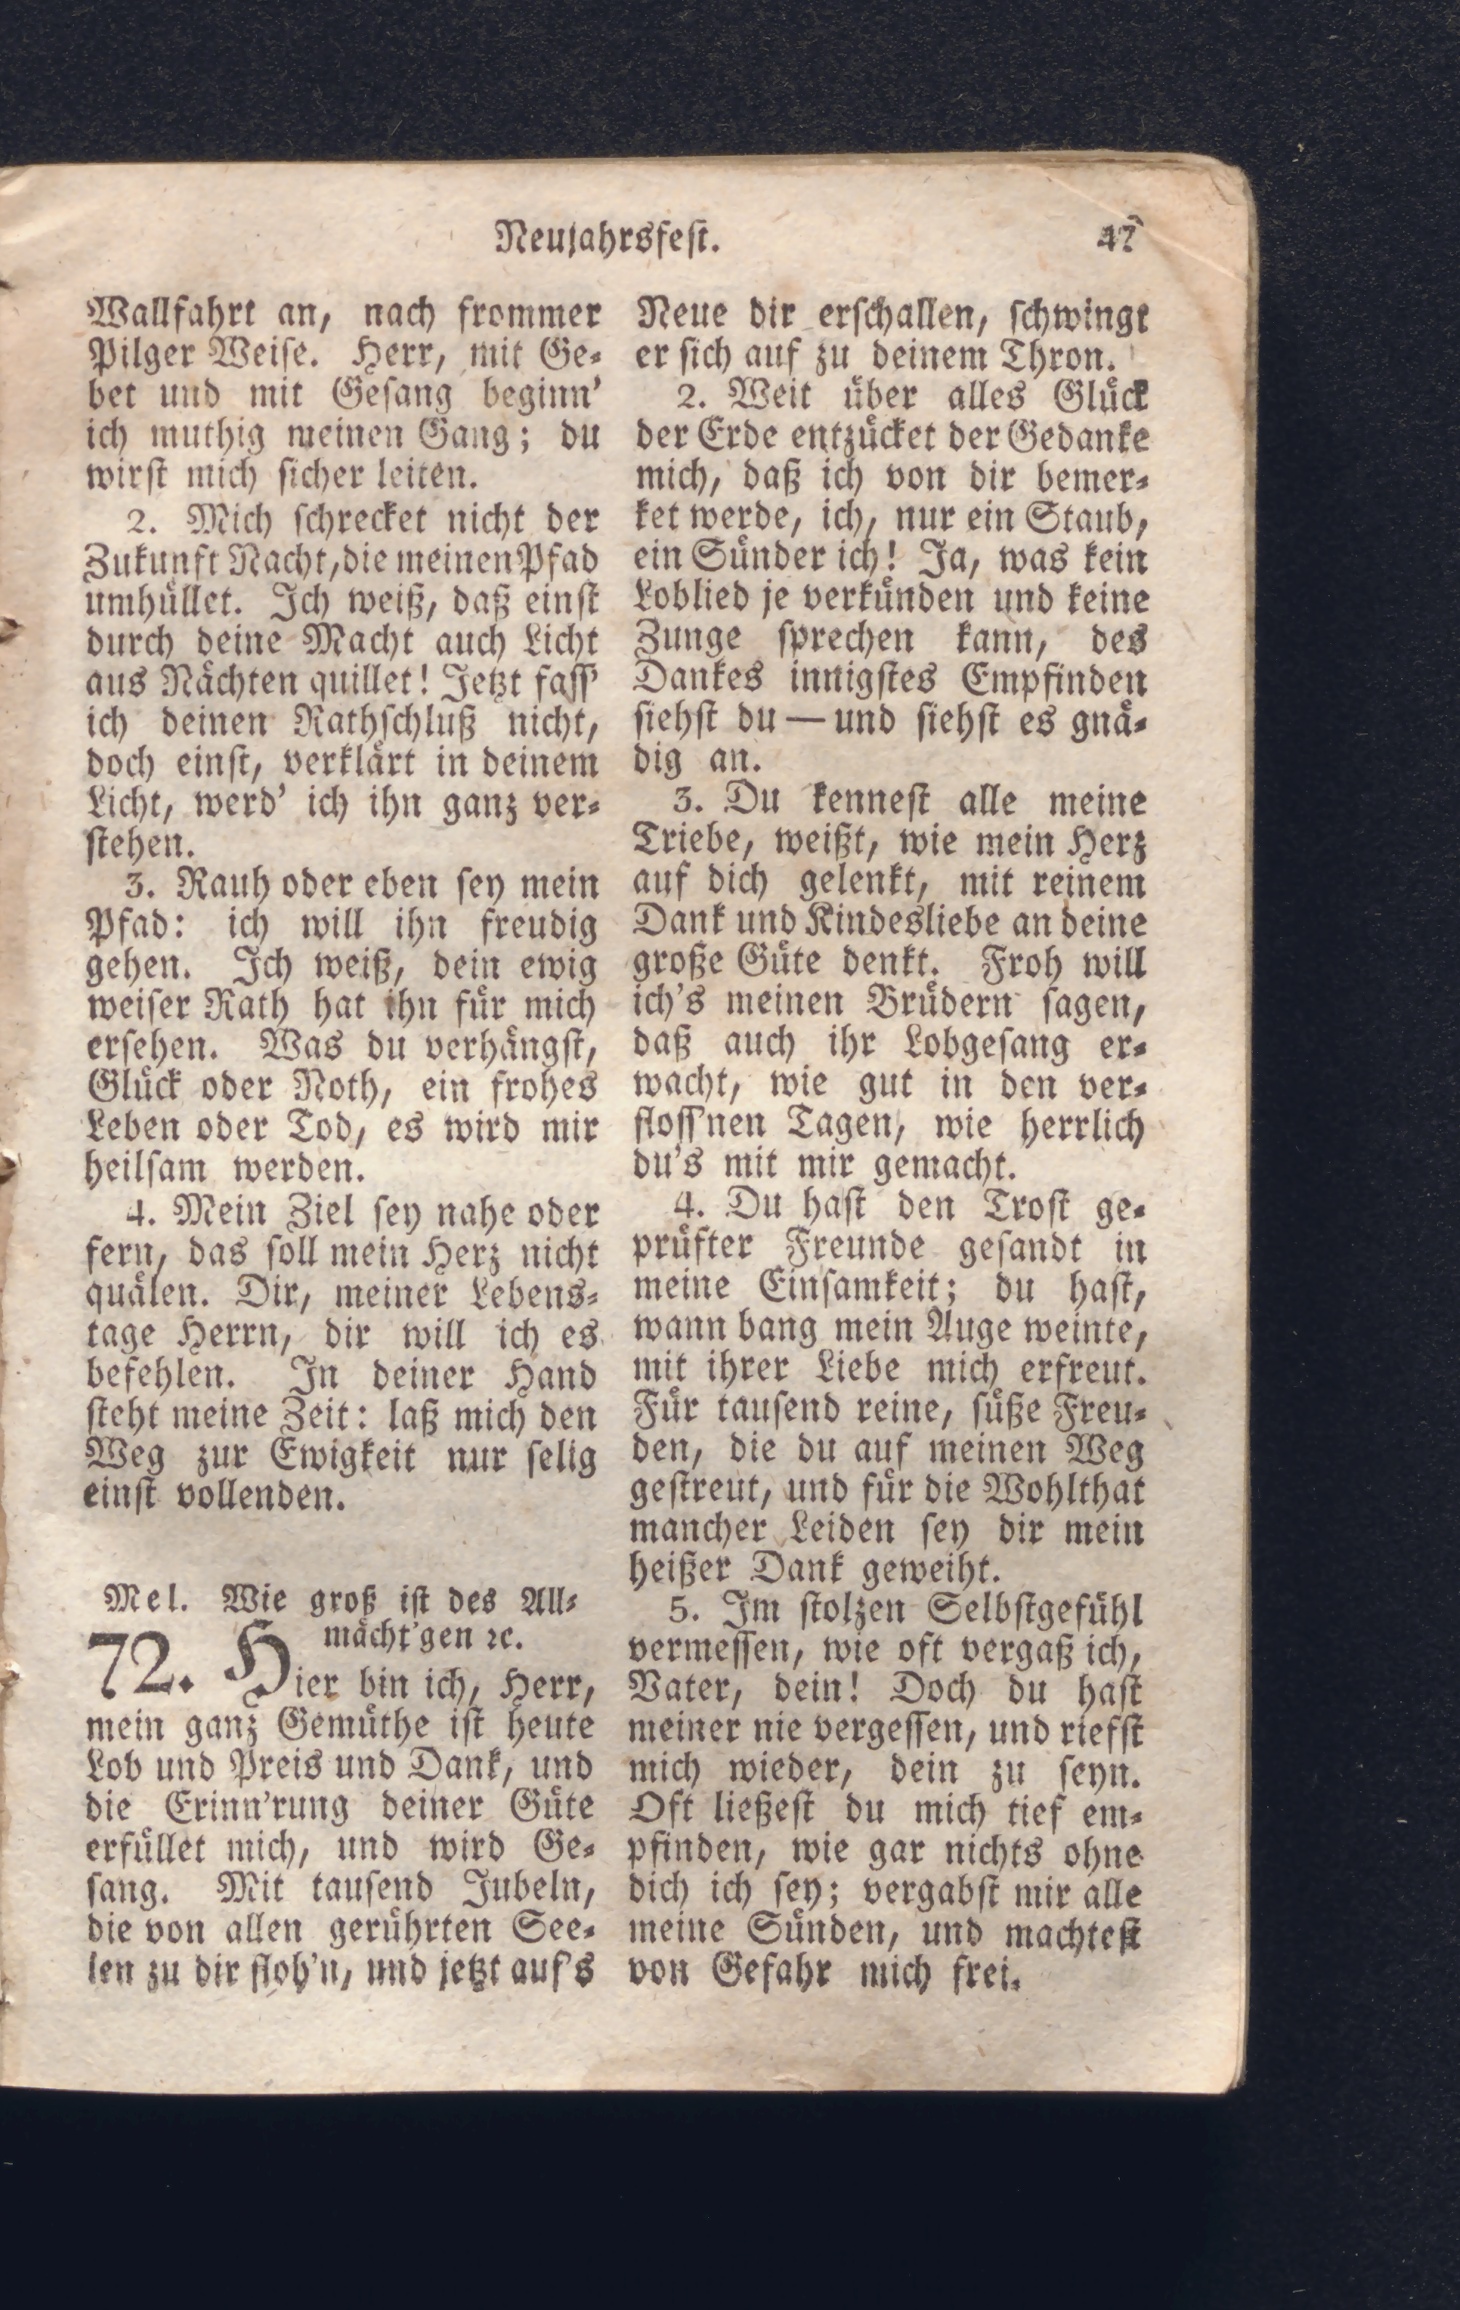 Neujahrsfest.
47
Wallfahrt an, nach frommer
Pilger Weise. Herr, mit Ge-
bet und mit Gesang beginn'
ich muthig meinen Gang; du
wirst mich sicher leiten.
2. Mich schrecket nicht der
Zukunft Nacht, die meinen Pfad
umhüllet. Ich weiß, daß einst
durch deine Macht auch Licht
aus Nächten quillet! Jetzt fass'
ich deinen Rathschluß nicht,
doch einst, verklärt in deinem
Licht, werd' ich ihn ganz ver-
stehen.
3. Rauh oder eben sey mein
Pfad: ich will ihn freudig
gehen. Ich weiß, dein ewig
weiser Rath hat ihn für mich
ersehen. Was du verhängst,
Glück oder Noth, ein frohes
Leben oder Tod, es wird mir
heilsam werden.
4. Mein Ziel sey nahe oder
fern, das soll mein Herz nicht
quälen. Dir, meiner Lebens-
tage Herrn, dir will ich es
befehlen. In deiner Hand
steht meine Zeit: laß mich den
Weg zur Ewigkeit nur selig
einst vollenden.
Mel. Wie groß ist des All-
mächt'gen ꝛc.
72. Hier bin ich, Herr,
mein ganz Gemüthe ist heute
Lob und Preis und Dank, und
die Erinn'rung deiner Güte
erfüllet mich, und wird Ge-
sang. Mit tausend Jubeln,
die von allen gerührten See-
len zu dir floh'n, und jetzt auf's
Neue dir erschallen, schwingt
er sich auf zu deinem Thron.
2. Weit über alles Glück
der Erde entzücket der Gedanke
mich, daß ich von dir bemer-
ket werde, ich, nur ein Staub,
ein Sünder ich! Ja, was kein
Loblied je verkünden und keine
Zunge sprechen kann, des
Dankes innigstes Empfinden
siehst du — und siehst es gnä-
dig an.
3. Du kennest alle meine
Triebe, weißt, wie mein Herz
auf dich gelenkt, mit reinem
Dank und Kindesliebe an deine
große Güte denkt. Froh will
ich's meinen Brüdern sagen,
daß auch ihr Lobgesang er-
wacht, wie gut in den ver-
floss'nen Tagen, wie herrlich
du's mit mir gemacht.
4. Du hast den Trost ge-
prüfter Freunde gesandt in
meine Einsamkeit; du hast,
wann bang mein Auge weinte,
mit ihrer Liebe mich erfreut.
Für tausend reine, süße Freu-
den, die du auf meinen Weg
gestreut, und für die Wohlthat
mancher Leiden sey dir mein
heißer Dank geweiht.
5. Im stolzen Selbstgefühl
vermessen, wie oft vergaß ich,
Vater, dein! Doch du hast
meiner nie vergessen, und riefst
mich wieder, dein zu seyn.
Oft ließest du mich tief em-
pfinden, wie gar nichts ohne
dich ich sey; vergabst mir alle
meine Sünden, und machtest
von Gefahr mich frei.